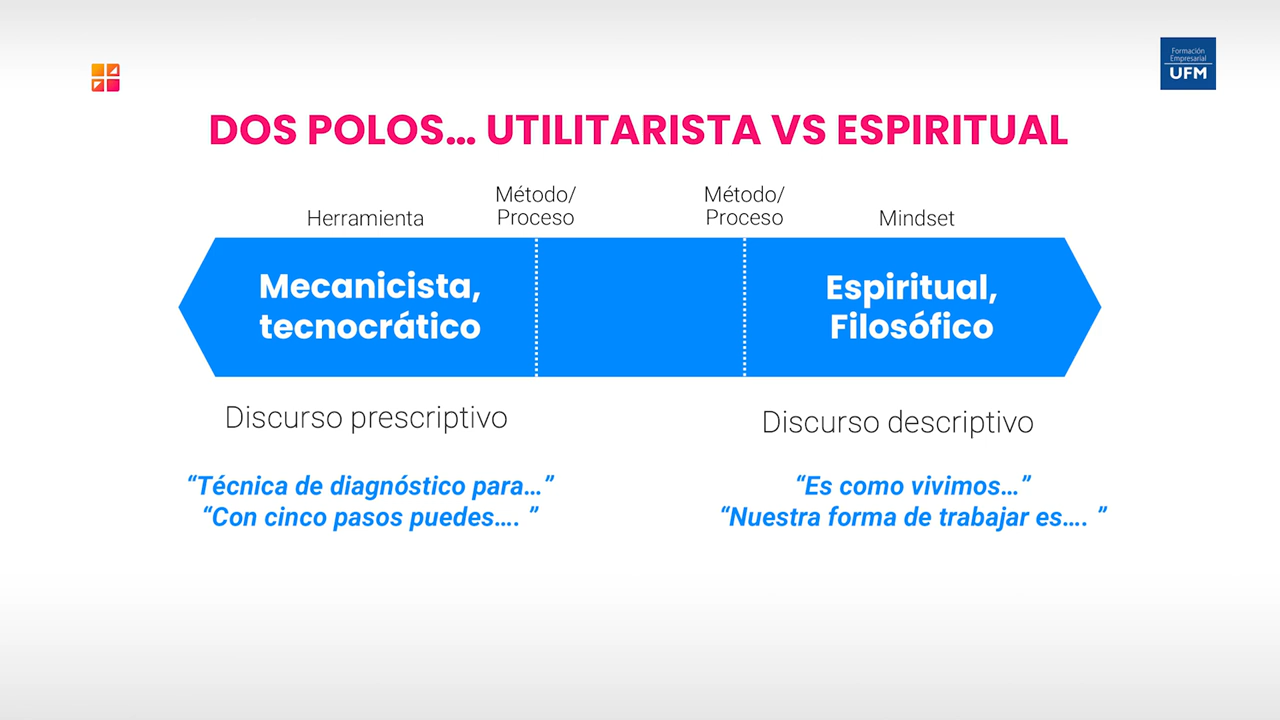 Formación
Empresarial
UFM
DOS POLOS... UTILITARISTA VS ESPIRITUAL
Herramienta
Método/
Proceso
Método/
Proceso
Mindset
Mecanicista,
tecnocrático
Espiritual,
Filosófico
Discurso prescriptivo
Discurso descriptivo
“Técnica de diagnóstico para...”
“Con cinco pasos puedes.... ”
“Es como vivimos...”
“Nuestra forma de trabajar es.... ”